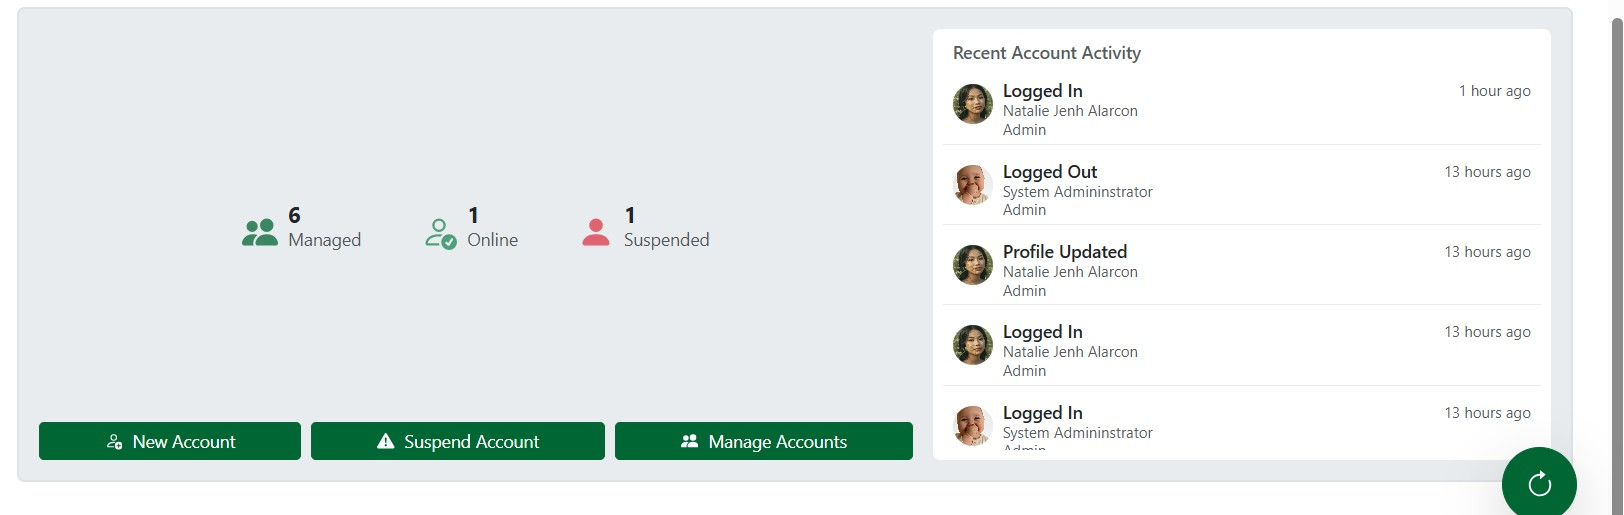 6
Managed
1
Online
1
Suspended
New Account
Suspend Account
Manage Accounts
Recent Account Activity
Logged In
1 hour ago
Natalie Jenh Alarcon
Admin
Logged Out
13 hours ago
System Admininstrator
Admin
Profile Updated
13 hours ago
Natalie Jenh Alarcon
Admin
Logged In
13 hours ago
Natalie Jenh Alarcon
Admin
Logged In
13 hours ago
System Admininstrator
Admin